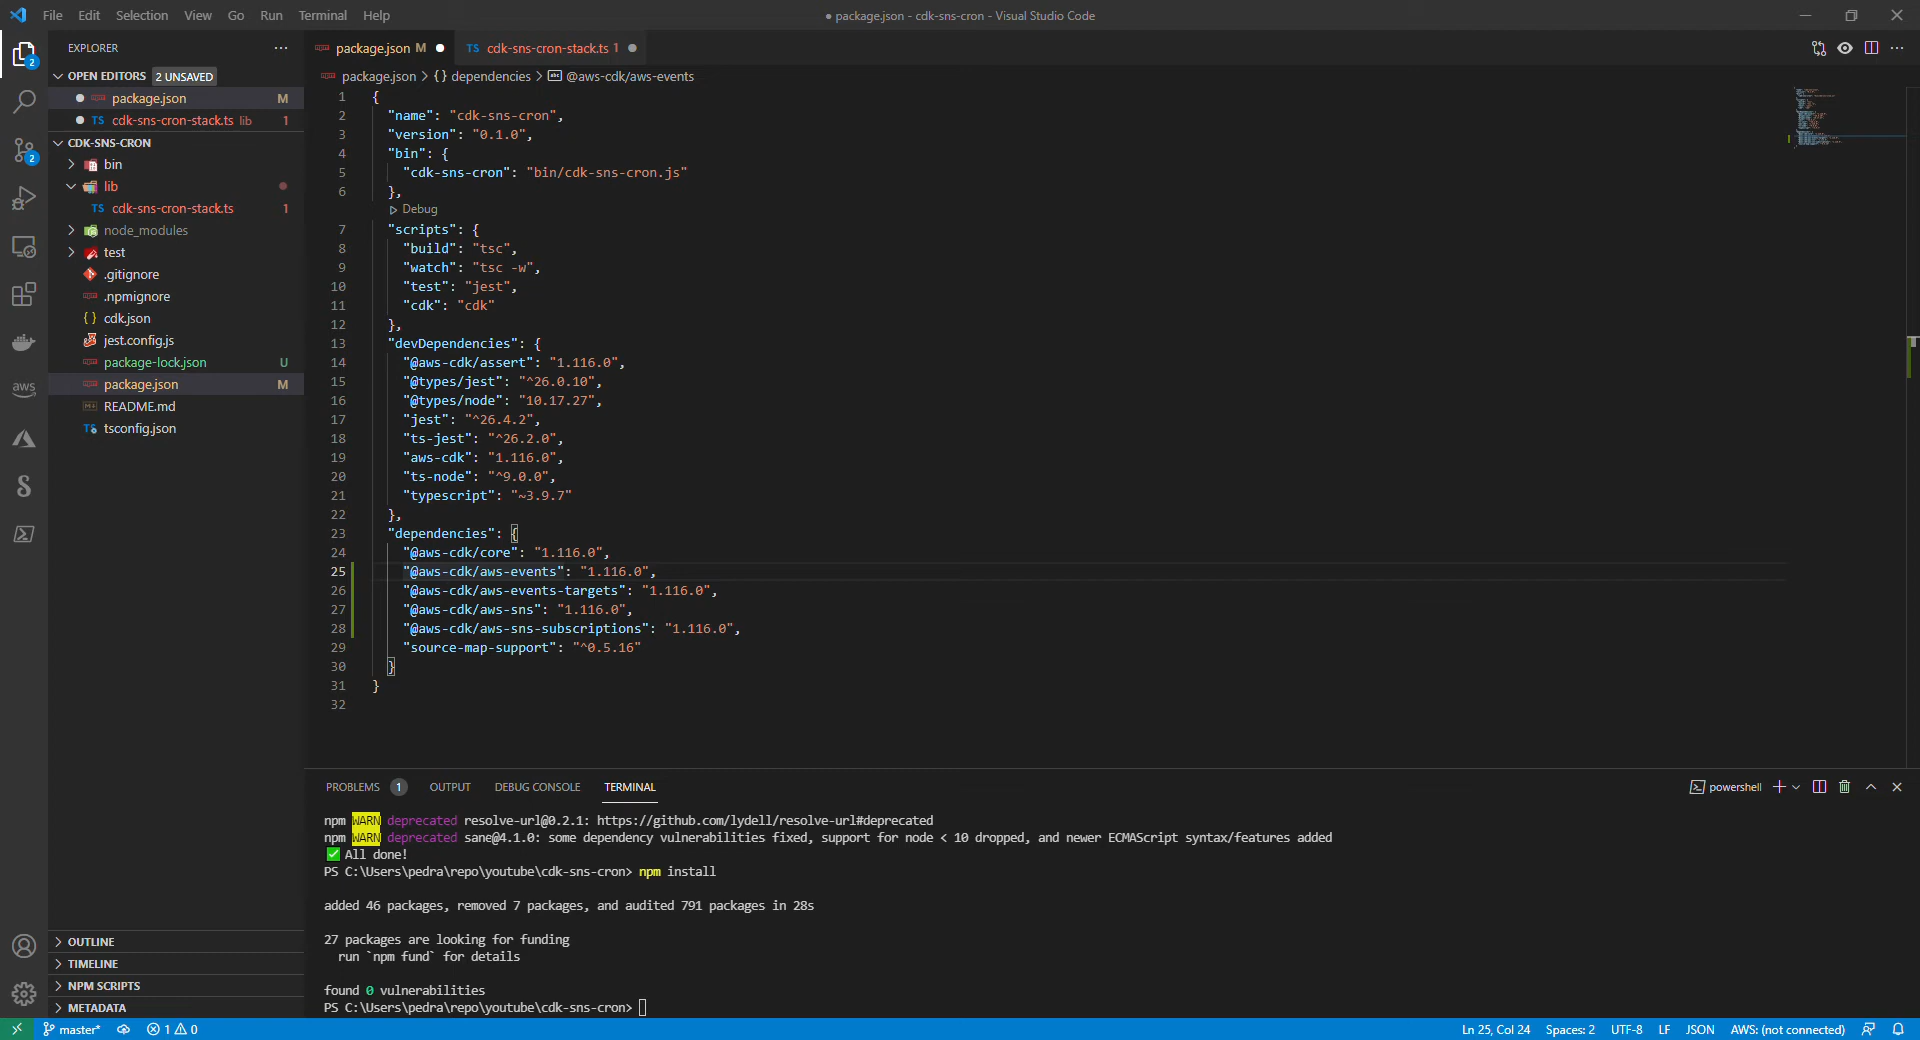 File Edit Selection View Go Run Terminal Help
● package.json - cdk-sns-cron - Visual Studio Code
EXPLORER
OPEN EDITORS 2 UNSAVED
package.json M
TS cdk-sns-cron-stack.ts lib 1
CDK-SNS-CRON
bin
lib
TS cdk-sns-cron-stack.ts 1
node_modules
test
.gitignore
.npmignore
{ } cdk.json
jest.config.js
package-lock.json U
package.json M
README.md
TS tsconfig.json
OUTLINE
TIMELINE
NPM SCRIPTS
METADATA
2
2
aws
package.json M
TS cdk-sns-cron-stack.ts 1
package.json > { } dependencies > abc @aws-cdk/aws-events
1 {
2 "name": "cdk-sns-cron",
3 "version": "0.1.0",
4 "bin": {
5 "cdk-sns-cron": "bin/cdk-sns-cron.js"
6 },
Debug
7 "scripts": {
8 "build": "tsc",
9 "watch": "tsc -w",
10 "test": "jest",
11 "cdk": "cdk"
12 },
13 "devDependencies": {
14 "@aws-cdk/assert": "1.116.0",
15 "@types/jest": "^26.0.10",
16 "@types/node": "10.17.27",
17 "jest": "^26.4.2",
18 "ts-jest": "^26.2.0",
19 "aws-cdk": "1.116.0",
20 "ts-node": "^9.0.0",
21 "typescript": "~3.9.7"
22 },
23 "dependencies": {
24 "@aws-cdk/core": "1.116.0",
25 "@aws-cdk/aws-events": "1.116.0",
26 "@aws-cdk/aws-events-targets": "1.116.0",
27 "@aws-cdk/aws-sns": "1.116.0",
28 "@aws-cdk/aws-sns-subscriptions": "1.116.0",
29 "source-map-support": "^0.5.16"
30 }
31 }
32
PROBLEMS 1 OUTPUT DEBUG CONSOLE TERMINAL
powershell
npm WARN deprecated resolve-url@0.2.1: https://github.com/lydell/resolve-url#deprecated
npm WARN deprecated sane@4.1.0: some dependency vulnerabilities fixed, support for node < 10 dropped, and newer ECMAScript syntax/features added
✅ All done!
PS C:\Users\pedra\repo\youtube\cdk-sns-cron> npm install
added 46 packages, removed 7 packages, and audited 791 packages in 28s
27 packages are looking for funding
run `npm fund` for details
found 0 vulnerabilities
PS C:\Users\pedra\repo\youtube\cdk-sns-cron>
master* 1 0
Ln 25, Col 24 Spaces: 2 UTF-8 LF JSON AWS: (not connected)